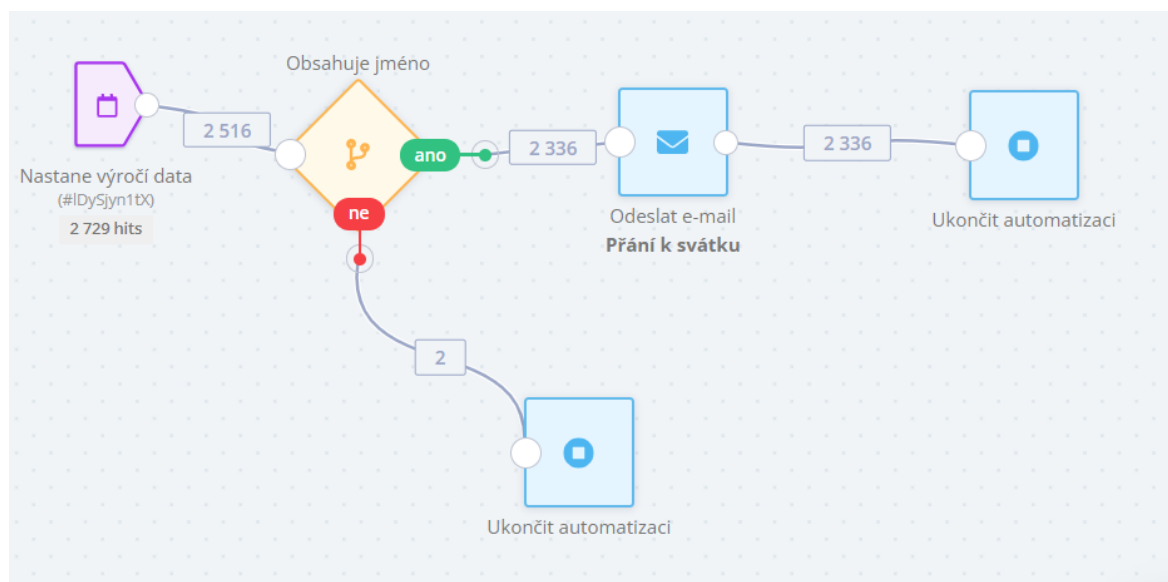 Obsahuje jméno
2 516
ano
2 336
2 336
Nastane výročí data
(#lDySjyn1tX)
2 729 hits
ne
Odeslat e-mail
Přání k svátku
Ukončit automatizaci
2
Ukončit automatizaci